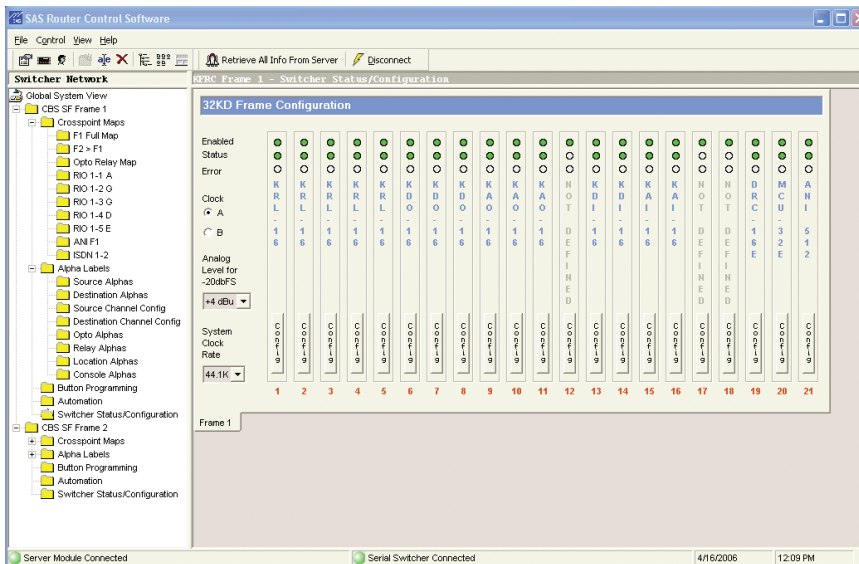 SAS Router Control Software
File Control View Help
Retrieve All Info From Server Disconnect
Switcher Network
KFRC Frame 1 - Switcher Status/Configuration
Global System View
CBS SF Frame 1
Crosspoint Maps
F1 Full Map
F2 > F1
Opto Relay Map
RIO 1-1 A
RIO 1-2 G
RIO 1-3 G
RIO 1-4 D
RIO 1-5 E
ANI F1
ISDN 1-2
Alpha Labels
Source Alphas
Destination Alphas
Source Channel Config
Destination Channel Config
Opto Alphas
Relay Alphas
Location Alphas
Console Alphas
Button Programming
Automation
Switcher Status/Configuration
CBS SF Frame 2
Crosspoint Maps
Alpha Labels
Button Programming
Automation
Switcher Status/Configuration
32KD Frame Configuration
Enabled
Status
Error
Clock
A
B
Analog
Level for
-20dbFS
+4 dBu
System
Clock
Rate
44.1K
KRL-16 Config 1
KRL-16 Config 2
KRL-16 Config 3
KRL-16 Config 4
KRL-16 Config 5
KDO-16 Config 6
KDO-16 Config 7
KDO-16 Config 8
KAO-16 Config 9
KAO-16 Config 10
KAO-16 Config 11
NOT DEFINED Config 12
KDI-16 Config 13
KDI-16 Config 14
KAI-16 Config 15
KAI-16 Config 16
NOT DEFINED Config 17
NOT DEFINED Config 18
DRC-16E Config 19
MCU-32E Config 20
ANI-512 Config 21
Frame 1
Server Module Connected
Serial Switcher Connected
4/16/2006
12:09 PM